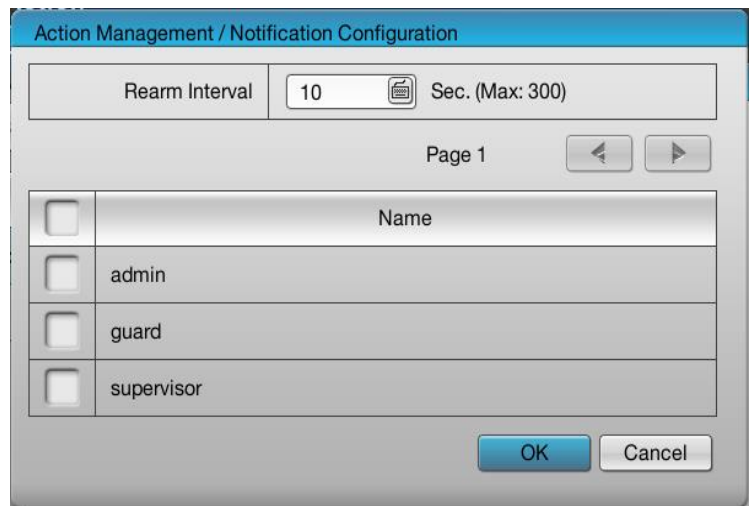 Action Management / Notification Configuration
Rearm Interval 10 Sec. (Max: 300)
Page 1
Name
admin
guard
supervisor
OK Cancel